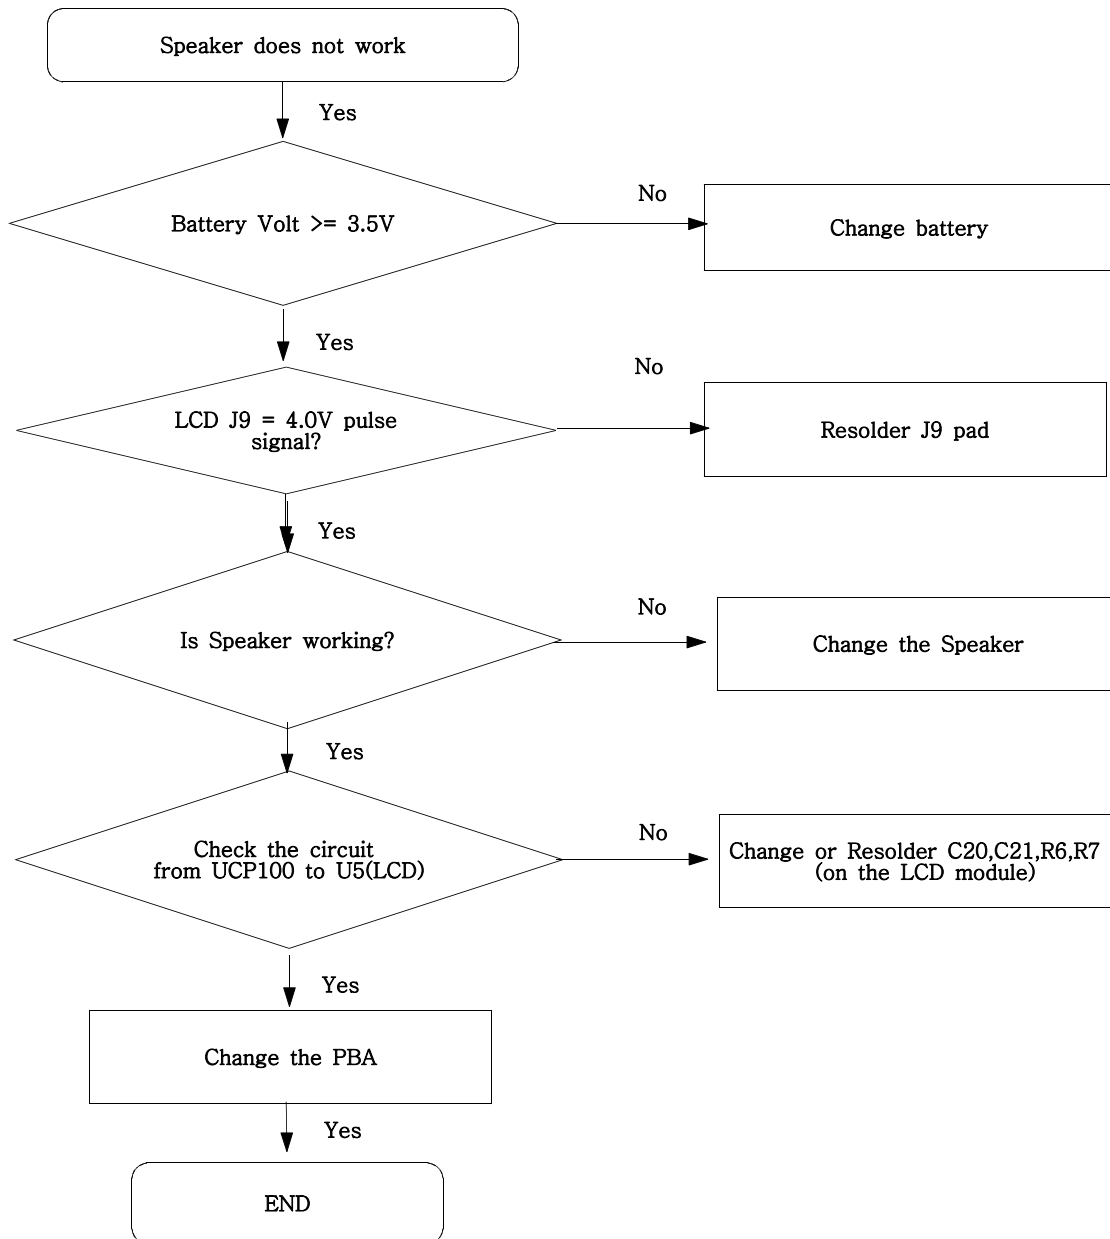 Speaker does not work
Yes
Battery Volt >= 3.5V
No
Change battery
Yes
LCD J9 = 4.0V pulse
signal?
No
Resolder J9 pad
Yes
Is Speaker working?
No
Change the Speaker
Yes
Check the circuit
from UCP100 to U5(LCD)
No
Change or Resolder C20,C21,R6,R7
(on the LCD module)
Yes
Change the PBA
Yes
END